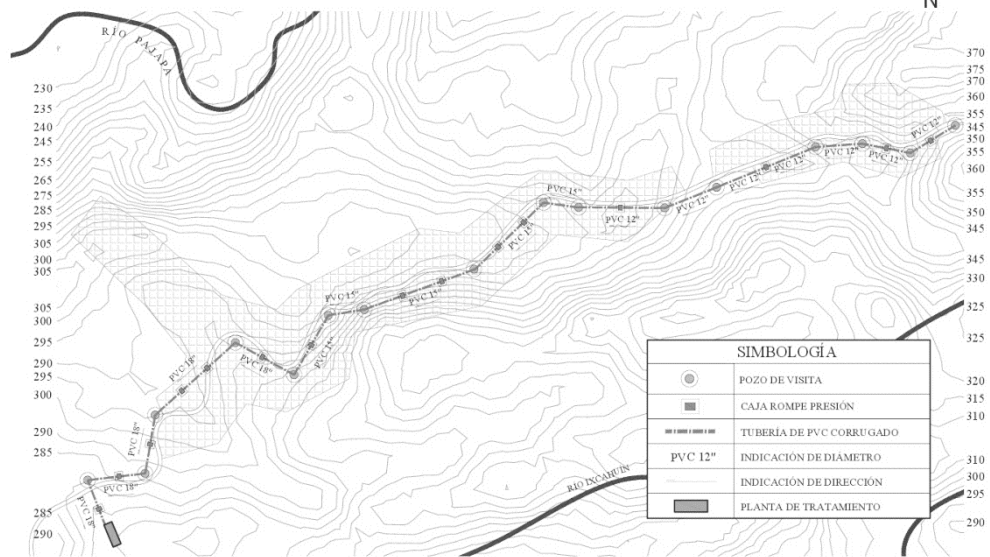 N
RÍO PAJAPA
230
235
240
245
255
265
275
285
295
305
300
305
305
300
295
290
295
300
290
285
285
290
370
375
370
360
355
345
350
355
360
350
345
335
330
325
325
320
315
310
310
300
295
290
PVC 12"
PVC 12"
PVC 12"
PVC 12"
PVC 12"
PVC 12"
PVC 12"
PVC 15"
PVC 15"
PVC 15"
PVC 15"
PVC 15"
PVC 18"
PVC 18"
PVC 18"
PVC 18"
PVC 18"
RÍO IXCAHUIN
SIMBOLOGÍA
POZO DE VISITA
CAJA ROMPE PRESIÓN
TUBERÍA DE PVC CORRUGADO
PVC 12" INDICACIÓN DE DIÁMETRO
INDICACIÓN DE DIRECCIÓN
PLANTA DE TRATAMIENTO